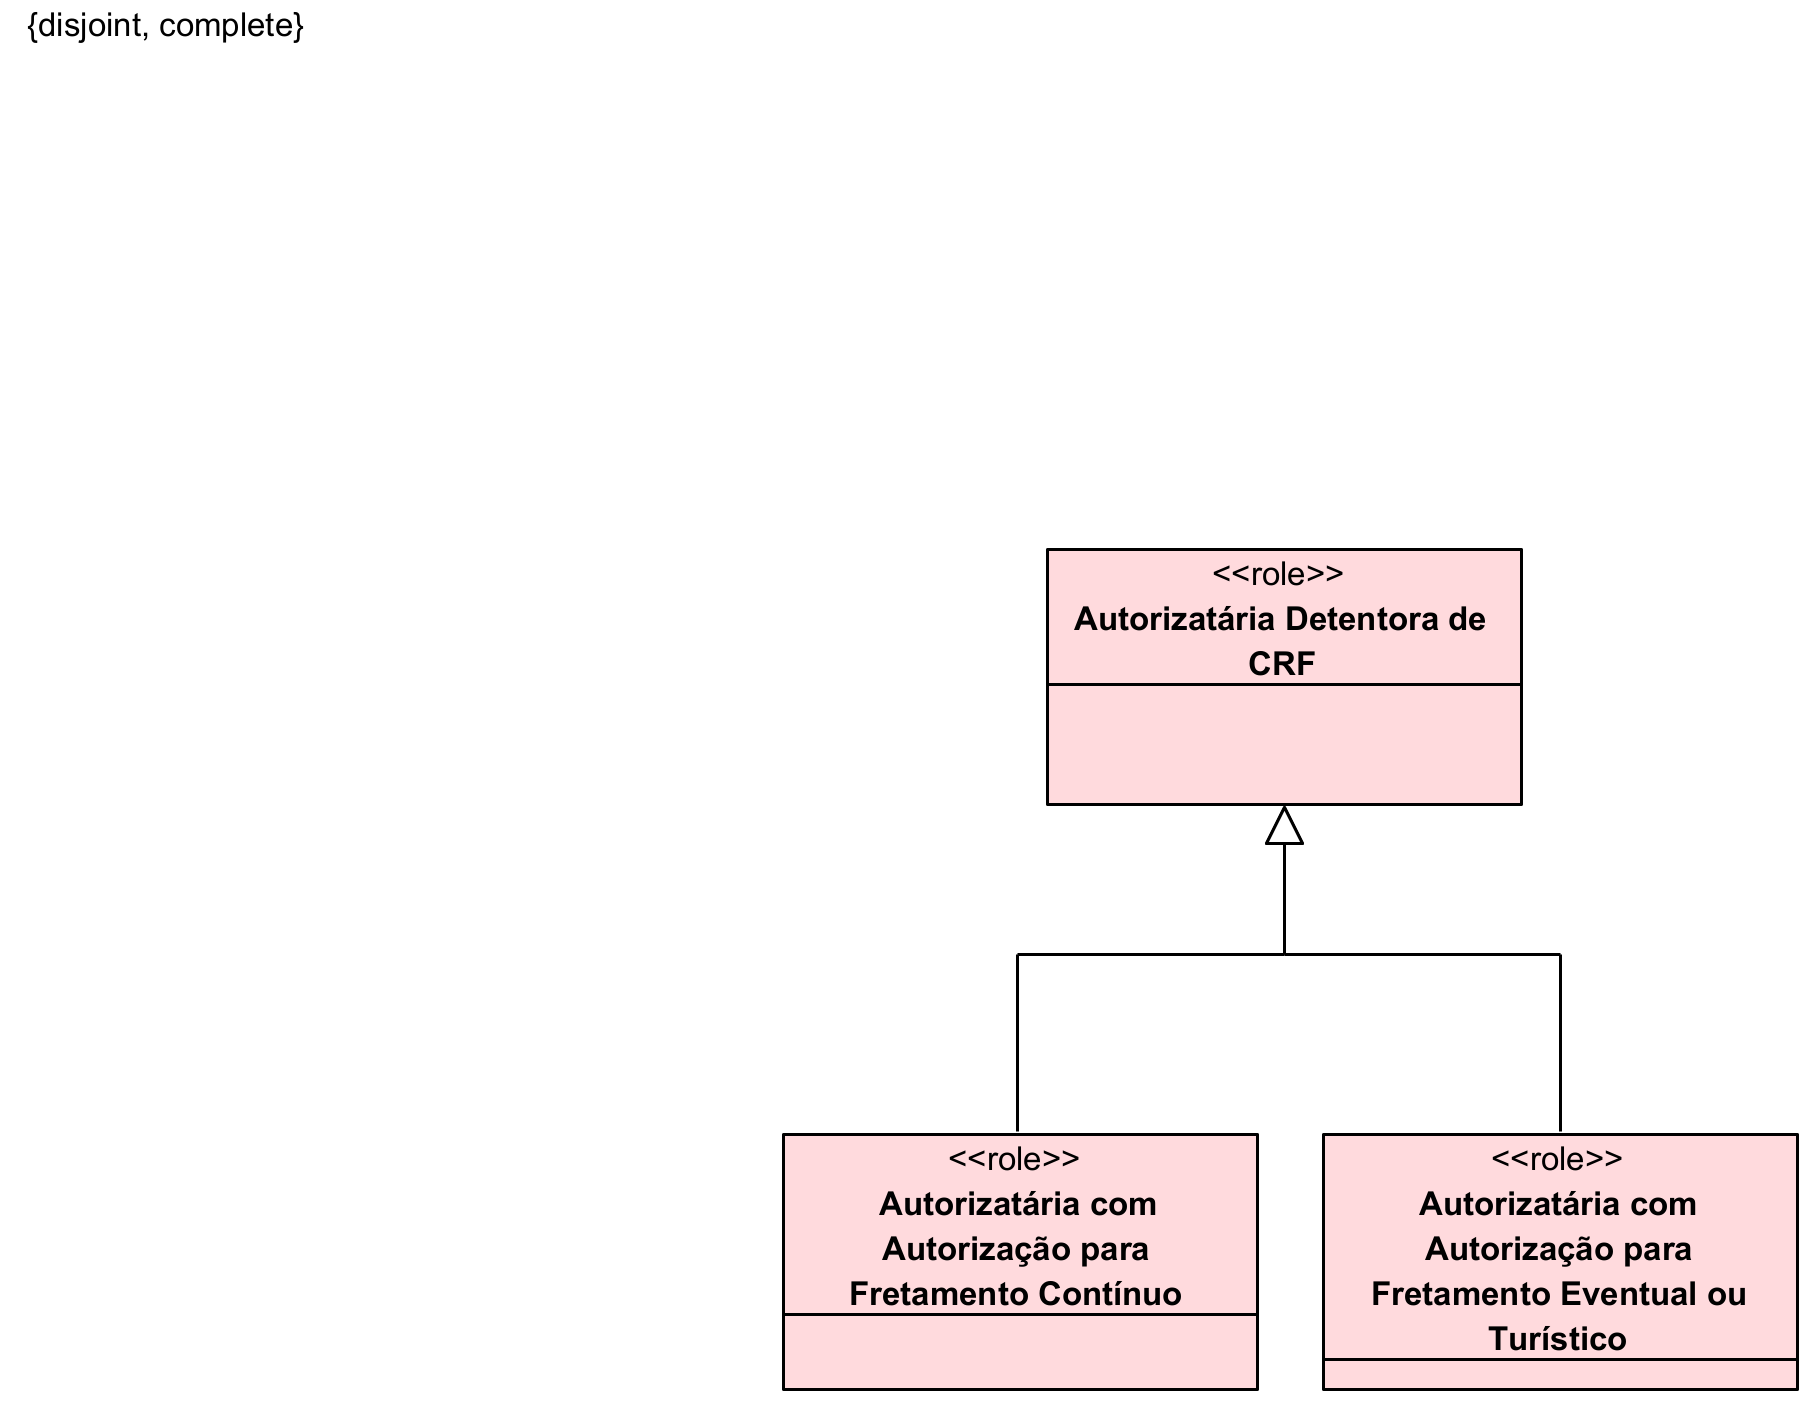 {disjoint, complete}
<<role>>
Autorizatária Detentora de
CRF
<<role>>
Autorizatária com
Autorização para
Fretamento Contínuo
<<role>>
Autorizatária com
Autorização para
Fretamento Eventual ou
Turístico